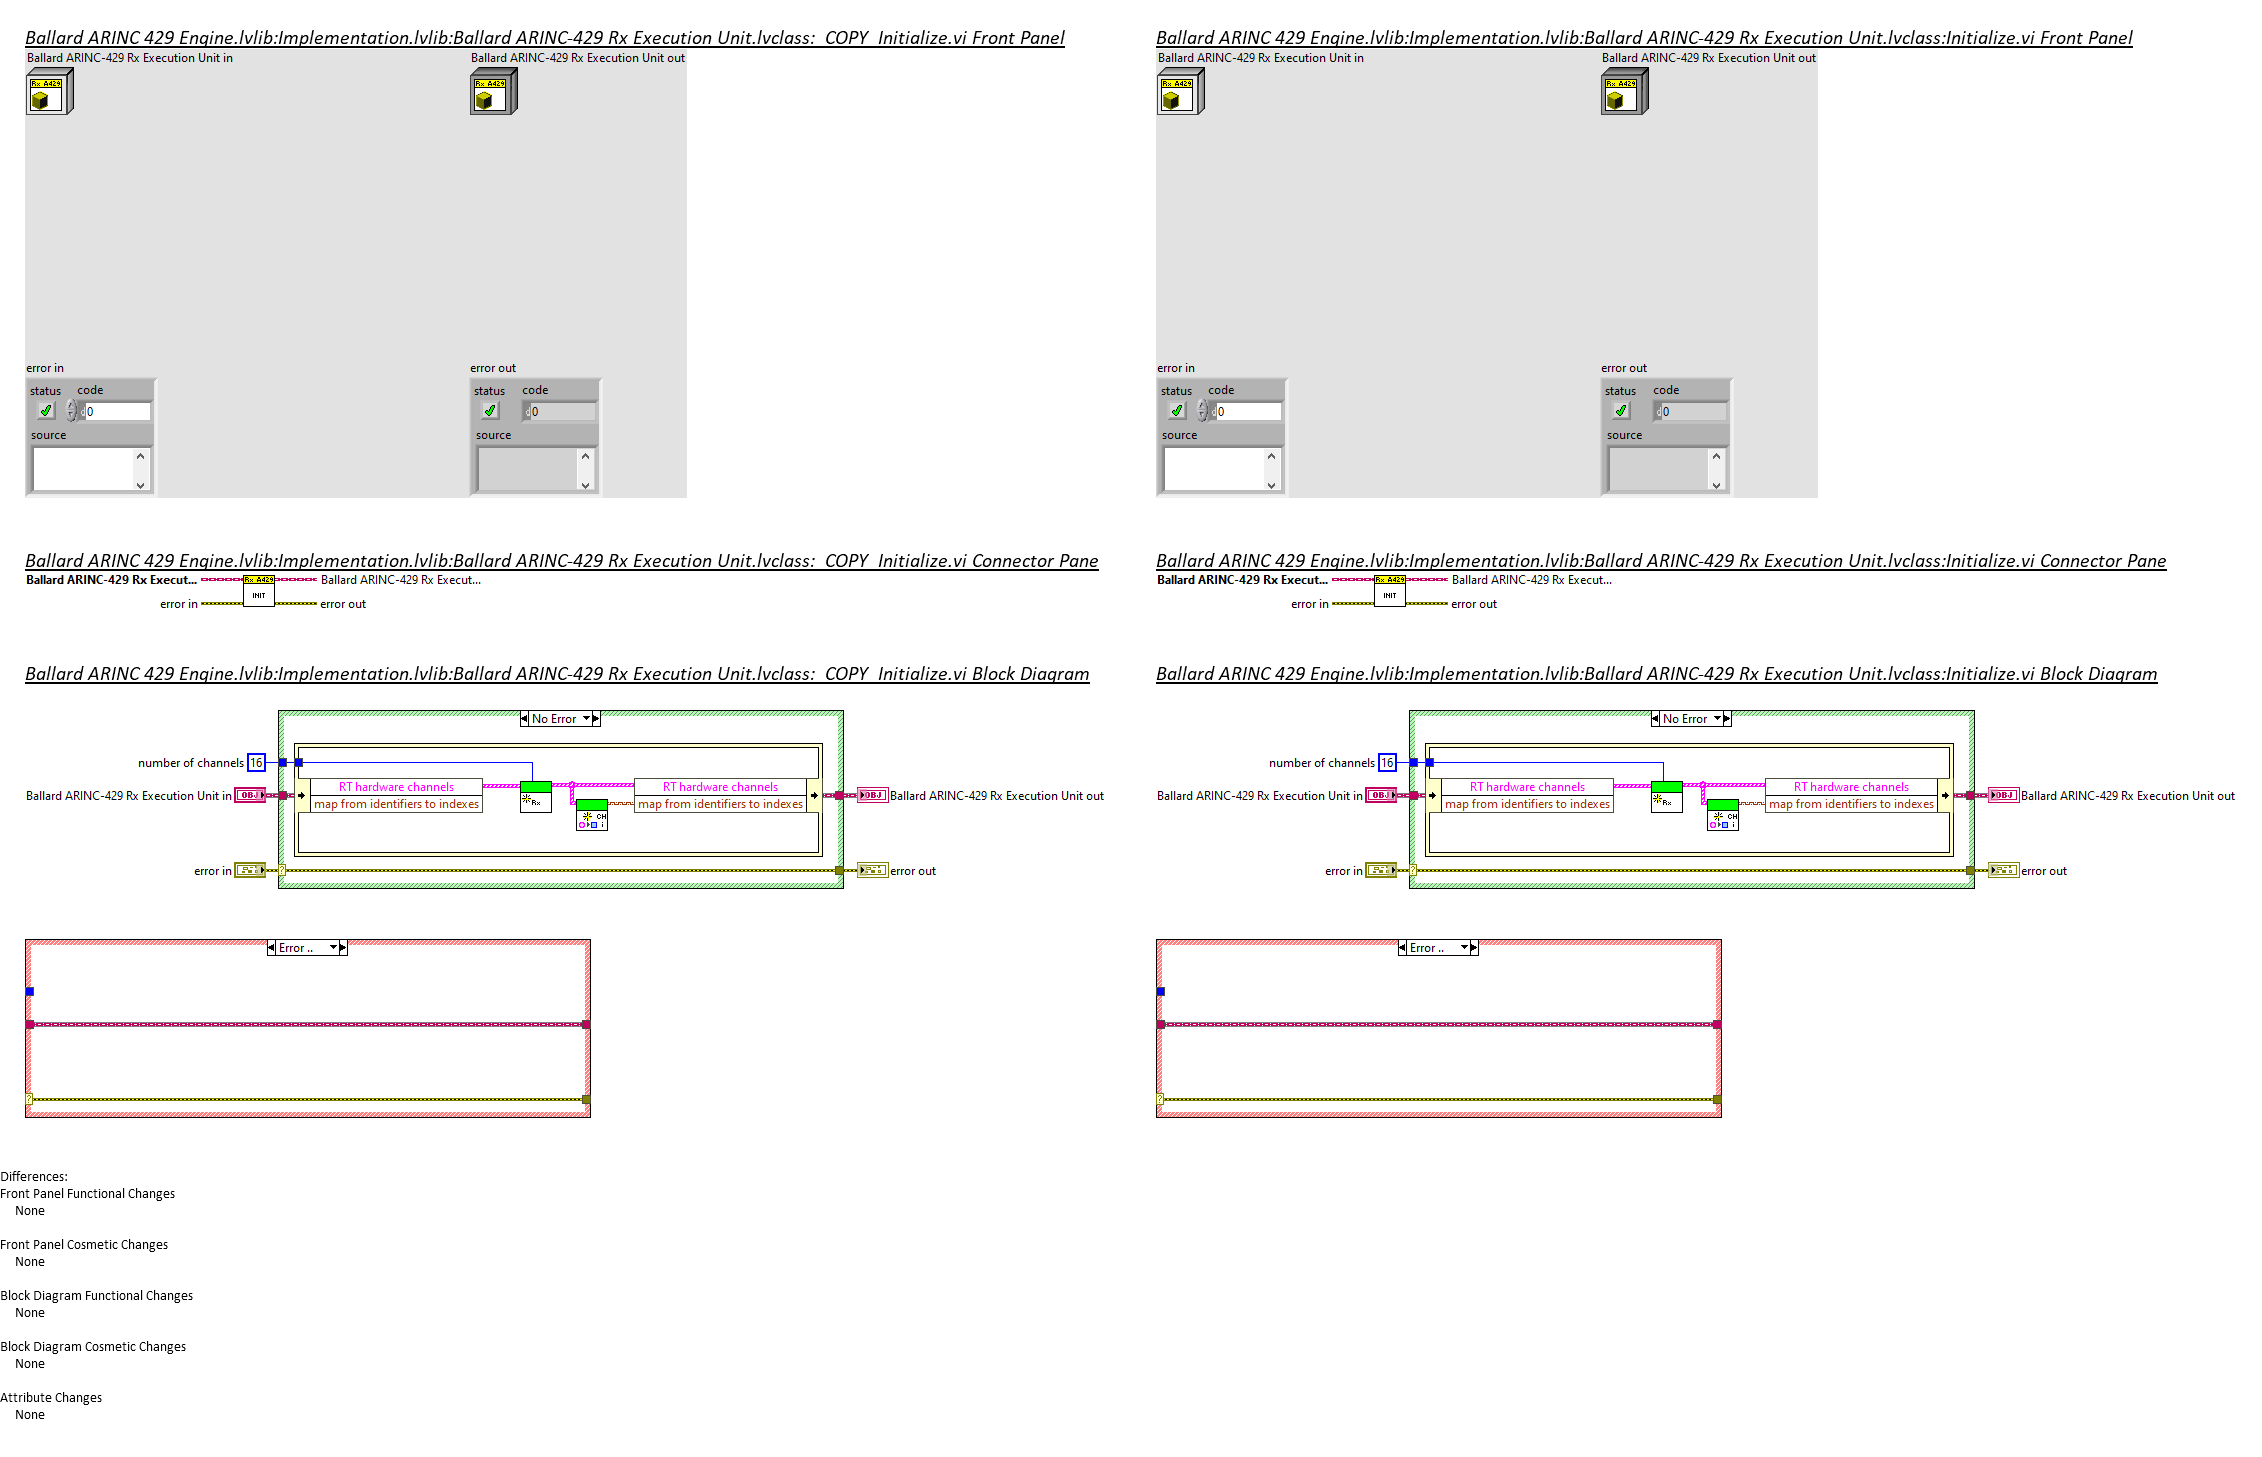 Ballard ARINC 429 Engine.lvlib:Implementation.lvlib:Ballard ARINC-429 Rx Execution Unit.lvclass:  COPY  Initialize.vi Front Panel
Ballard ARINC-429 Rx Execution Unit in
Ballard ARINC-429 Rx Execution Unit out
Rx A429
Rx A429
error in
error out
status
code
status
code
0
0
source
source
Ballard ARINC 429 Engine.lvlib:Implementation.lvlib:Ballard ARINC-429 Rx Execution Unit.lvclass:Initialize.vi Front Panel
Ballard ARINC-429 Rx Execution Unit in
Ballard ARINC-429 Rx Execution Unit out
Rx A429
Rx A429
error in
error out
status
code
status
code
d 0
d 0
source
source
Ballard ARINC 429 Engine.lvlib:Implementation.lvlib:Ballard ARINC-429 Rx Execution Unit.lvclass:  COPY  Initialize.vi Connector Pane
Ballard ARINC-429 Rx Execut...
Rx A429
Ballard ARINC-429 Rx Execut...
INIT
error in
error out
Ballard ARINC 429 Engine.lvlib:Implementation.lvlib:Ballard ARINC-429 Rx Execution Unit.lvclass:Initialize.vi Connector Pane
Ballard ARINC-429 Rx Execut...
Rx A429
Ballard ARINC-429 Rx Execut...
INIT
error in
error out
Ballard ARINC 429 Engine.lvlib:Implementation.lvlib:Ballard ARINC-429 Rx Execution Unit.lvclass:  COPY  Initialize.vi Block Diagram
No Error
number of channels
16
RT hardware channels
RT hardware channels
Ballard ARINC-429 Rx Execution Unit in
OBJ
map from identifiers to indexes
Rx
map from identifiers to indexes
OBJ
Ballard ARINC-429 Rx Execution Unit out
CH
i
error in
?
error out
Error ..
?
Ballard ARINC 429 Engine.lvlib:Implementation.lvlib:Ballard ARINC-429 Rx Execution Unit.lvclass:Initialize.vi Block Diagram
No Error
number of channels
16
RT hardware channels
RT hardware channels
Ballard ARINC-429 Rx Execution Unit in
OBJ
map from identifiers to indexes
Rx
map from identifiers to indexes
OBJ
Ballard ARINC-429 Rx Execution Unit out
CH
i
error in
?
error out
Error ..
?
Differences:
Front Panel Functional Changes
None
Front Panel Cosmetic Changes
None
Block Diagram Functional Changes
None
Block Diagram Cosmetic Changes
None
Attribute Changes
None